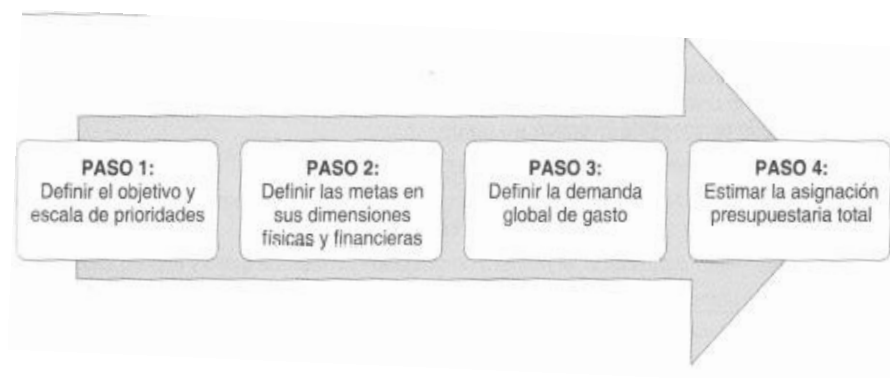 PASO 1:
Definir el objetivo y
escala de prioridades
PASO 2:
Definir las metas en
sus dimensiones
físicas y financieras
PASO 3:
Definir la demanda
global de gasto
PASO 4:
Estimar la asignación
presupuestaria total